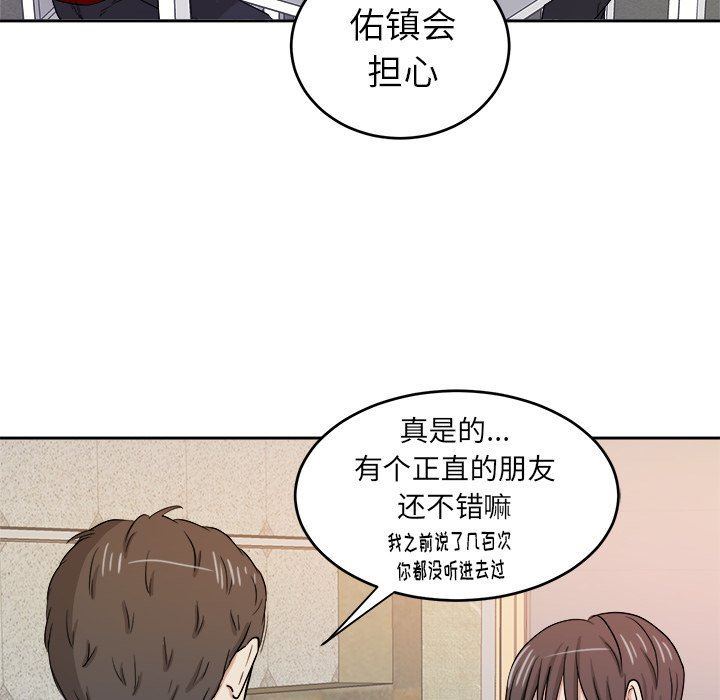 佑镇会
担心
真是的...
有个正直的朋友
还不错嘛
我之前说了几百次
你都没听进去过